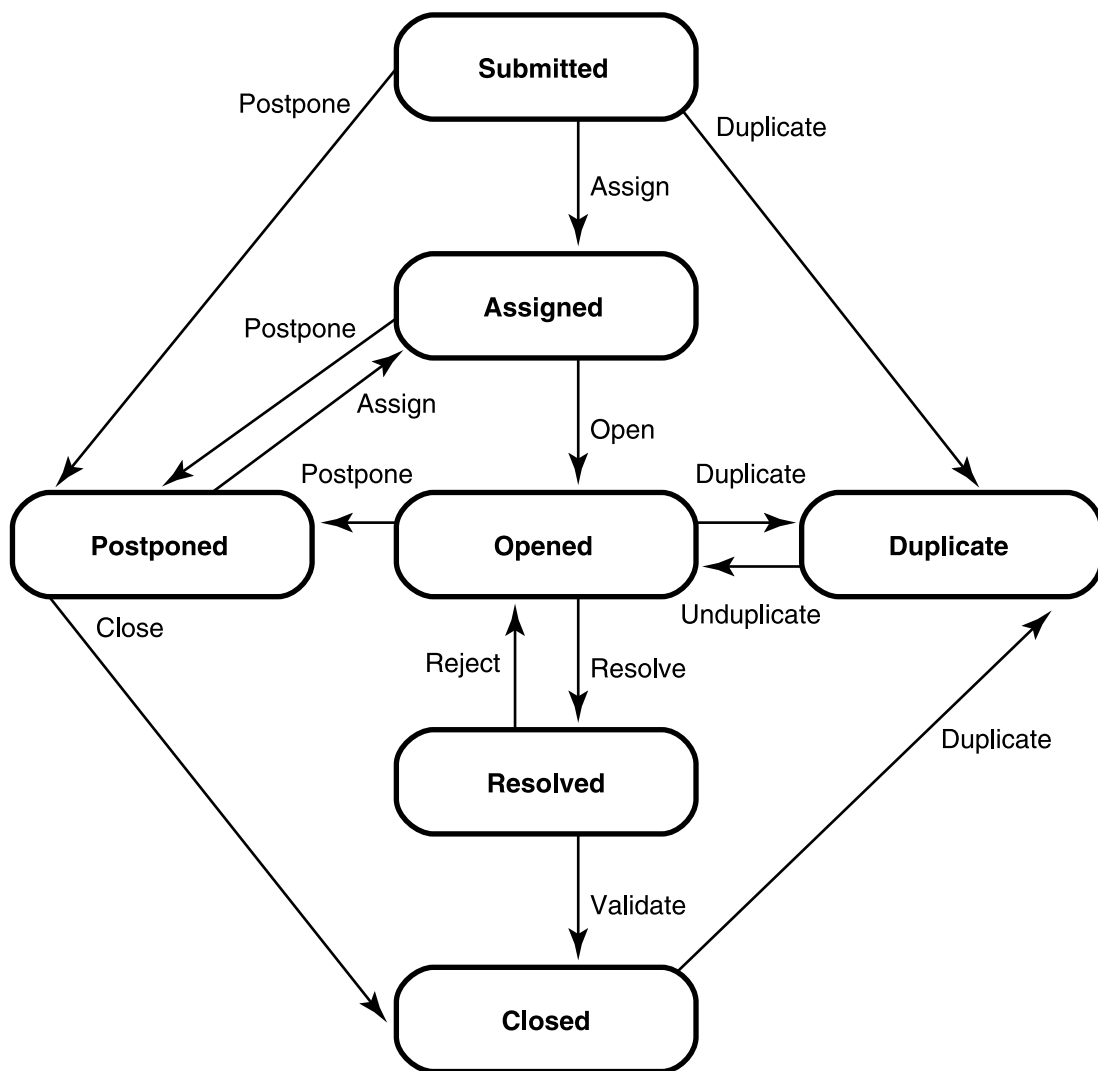 Submitted
Postpone
Duplicate
Assign
Assigned
Postpone
Assign
Open
Postpone
Duplicate
Postponed
Opened
Duplicate
Close
Unduplicate
Reject
Resolve
Duplicate
Resolved
Validate
Closed